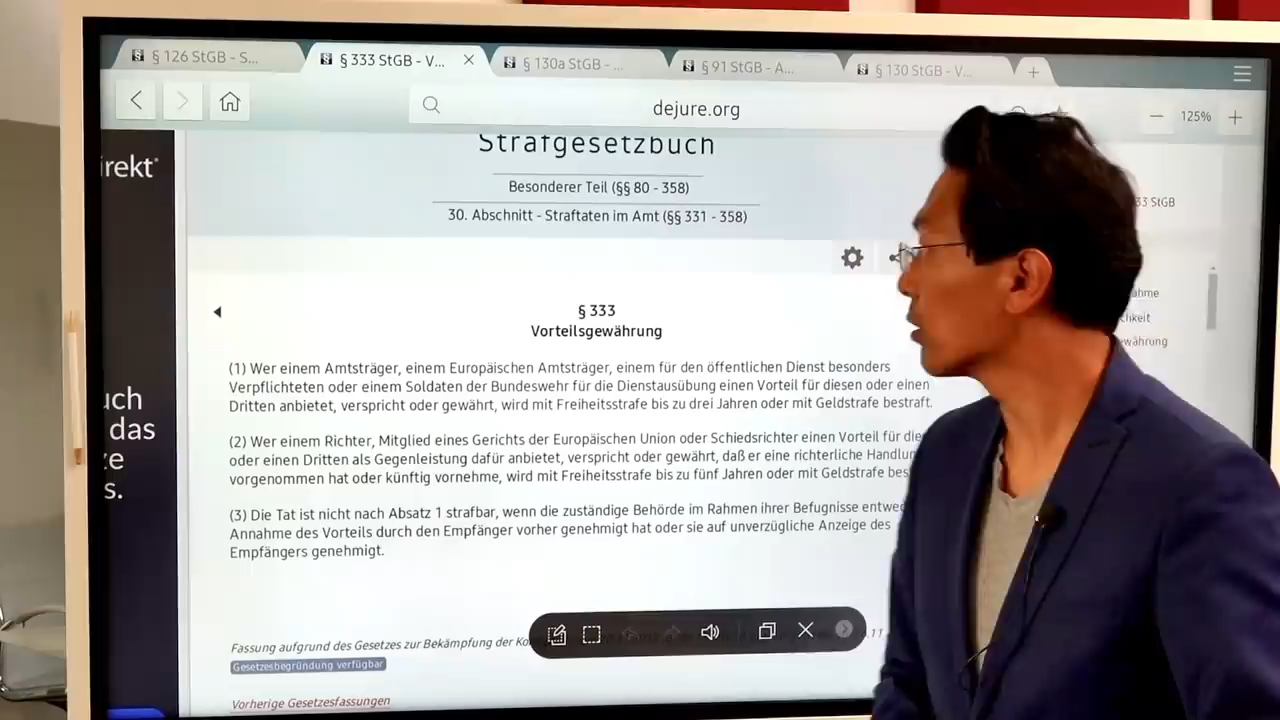 § 126 StGB - S...
§ 333 StGB - V...
§ 130a StGB - ...
§ 91 StGB - A...
§ 130 StGB - V...
dejure.org
125%
Strafgesetzbuch
Besonderer Teil (§§ 80 - 358)
30. Abschnitt - Straftaten im Amt (§§ 331 - 358)
irekt
33 StGB
§ 333
Vorteilsgewährung
(1) Wer einem Amtsträger, einem Europäischen Amtsträger, einem für den öffentlichen Dienst besonders
Verpflichteten oder einem Soldaten der Bundeswehr für die Dienstausübung einen Vorteil für diesen oder einen
Dritten anbietet, verspricht oder gewährt, wird mit Freiheitsstrafe bis zu drei Jahren oder mit Geldstrafe bestraft.
(2) Wer einem Richter, Mitglied eines Gerichts der Europäischen Union oder Schiedsrichter einen Vorteil für die
oder einen Dritten als Gegenleistung dafür anbietet, verspricht oder gewährt, daß er eine richterliche Handlun
vorgenommen hat oder künftig vornehme, wird mit Freiheitsstrafe bis zu fünf Jahren oder mit Geldstrafe bes
(3) Die Tat ist nicht nach Absatz 1 strafbar, wenn die zuständige Behörde im Rahmen ihrer Befugnisse entwed
Annahme des Vorteils durch den Empfänger vorher genehmigt hat oder sie auf unverzügliche Anzeige des
Empfängers genehmigt.
Fassung aufgrund des Gesetzes zur Bekämpfung der Ko
Gesetzesbegründung verfügbar
Vorherige Gesetzesfassungen
uch
das
ze
s.
ahme
chkeit
ewährung